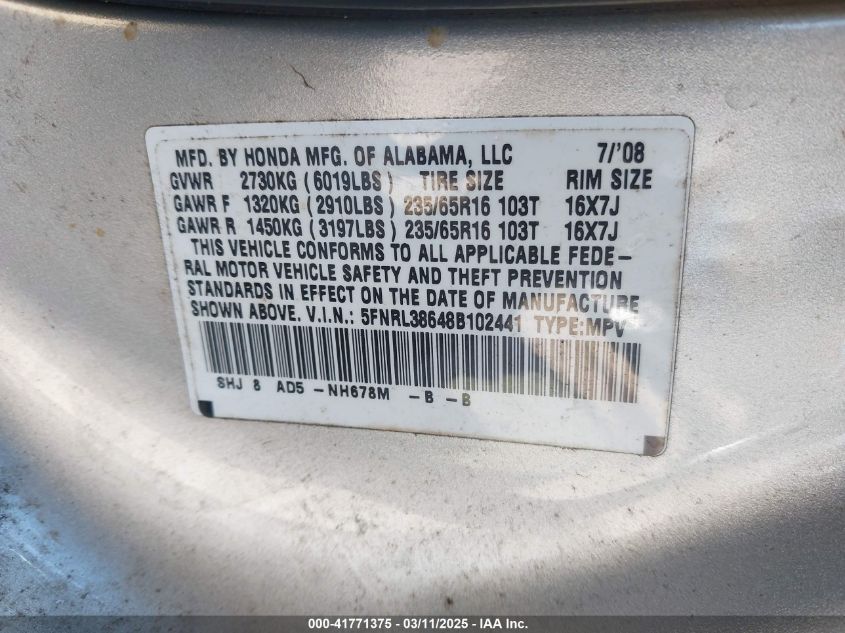 MFD. BY HONDA MFG. OF ALABAMA, LLC 7/'08
GVWR 2730KG (6019LBS) TIRE SIZE RIM SIZE
GAWR F 1320KG (2910LBS) 235/65R16 103T 16X7J
GAWR R 1450KG (3197LBS) 235/65R16 103T 16X7J
THIS VEHICLE CONFORMS TO ALL APPLICABLE FEDE-
RAL MOTOR VEHICLE SAFETY AND THEFT PREVENTION
STANDARDS IN EFFECT ON THE DATE OF MANUFACTURE
SHOWN ABOVE. V.I.N.: 5FNRL38648B102441 TYPE:MPV
SHJ 8 AD5 -NH678M -B -B
000-41771375 - 03/11/2025 - IAA Inc.